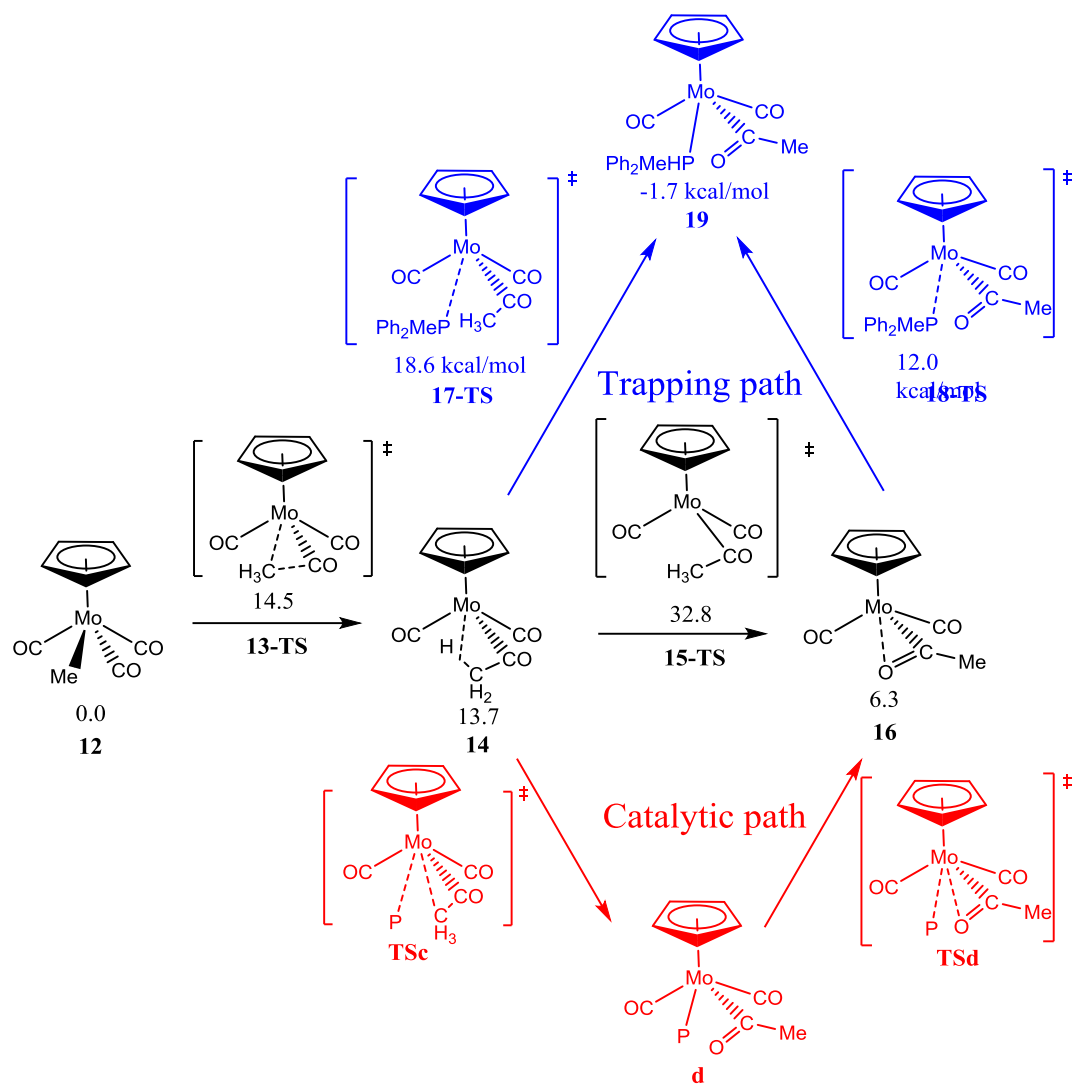 Mo
OC
CO
C
O
Me
Ph2MeHP
-1.7 kcal/mol
19
‡
Mo
OC
CO
CO
H3C
Ph2MeP
18.6 kcal/mol
17-TS
‡
Mo
OC
CO
C
O
Me
Ph2MeP
12.0
kcal/mol
18-TS
Trapping path
‡
Mo
OC
CO
CO
H3C
14.5
13-TS
‡
Mo
OC
CO
CO
H3C
32.8
15-TS
Mo
OC
CO
CO
Me
0.0
12
Mo
OC
CO
H
CO
C
H2
13.7
14
Mo
OC
CO
C
O
Me
6.3
16
Catalytic path
‡
Mo
OC
CO
CO
P
C
H3
TSc
‡
Mo
OC
CO
C
P
O
Me
TSd
Mo
OC
CO
P
C
O
Me
d